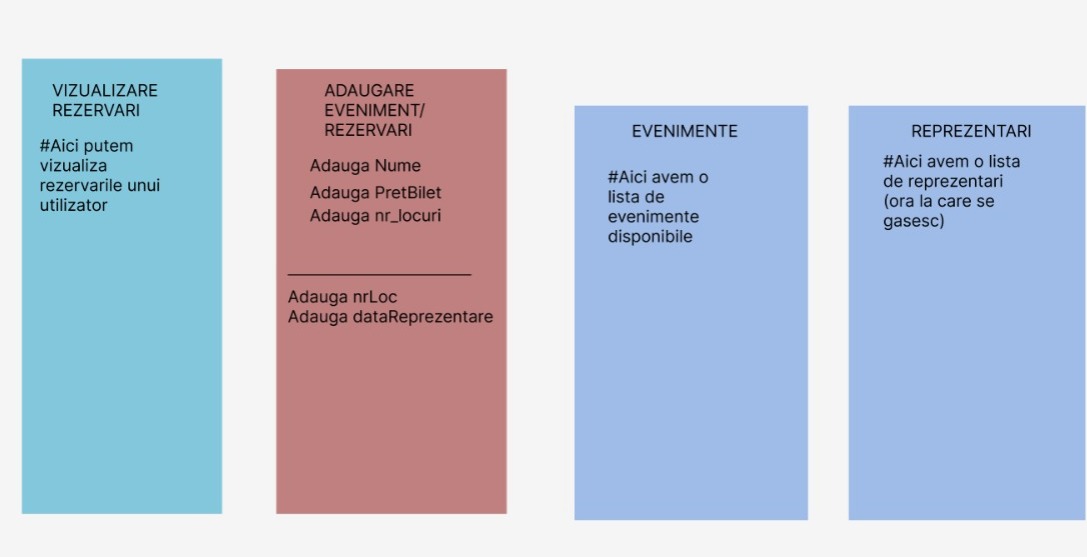 VIZUALIZARE
REZERVARI
#Aici putem
vizualiza
rezervarile unui
utilizator
ADAUGARE
EVENIMENT/
REZERVARI
Adauga Nume
Adauga PretBilet
Adauga nr_locuri
Adauga nrLoc
Adauga dataReprezentare
EVENIMENTE
#Aici avem o
lista de
evenimente
disponibile
REPREZENTARI
#Aici avem o lista
de reprezentari
(ora la care se
gasesc)